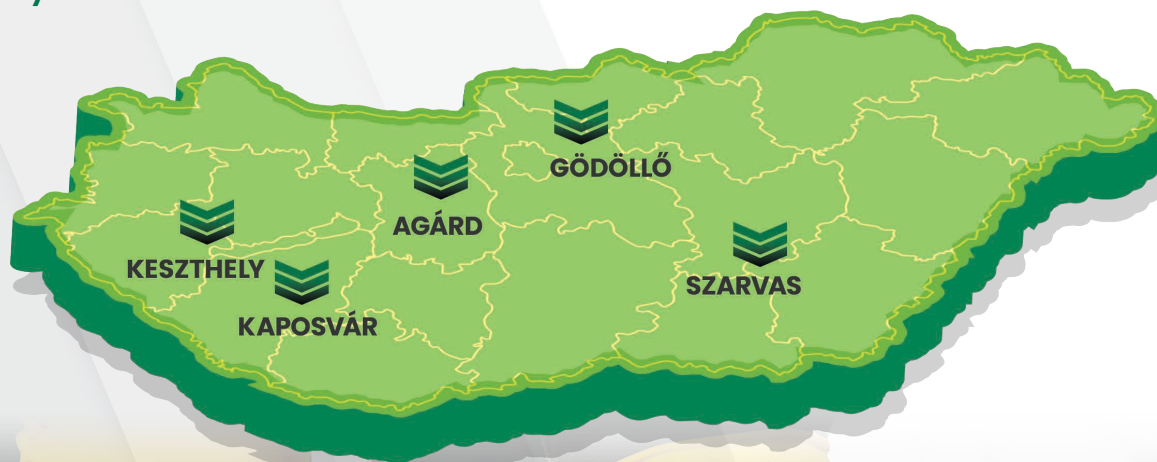 GÖDÖLLŐ
AGÁRD
KESZTHELY
SZARVAS
KAPOSVÁR